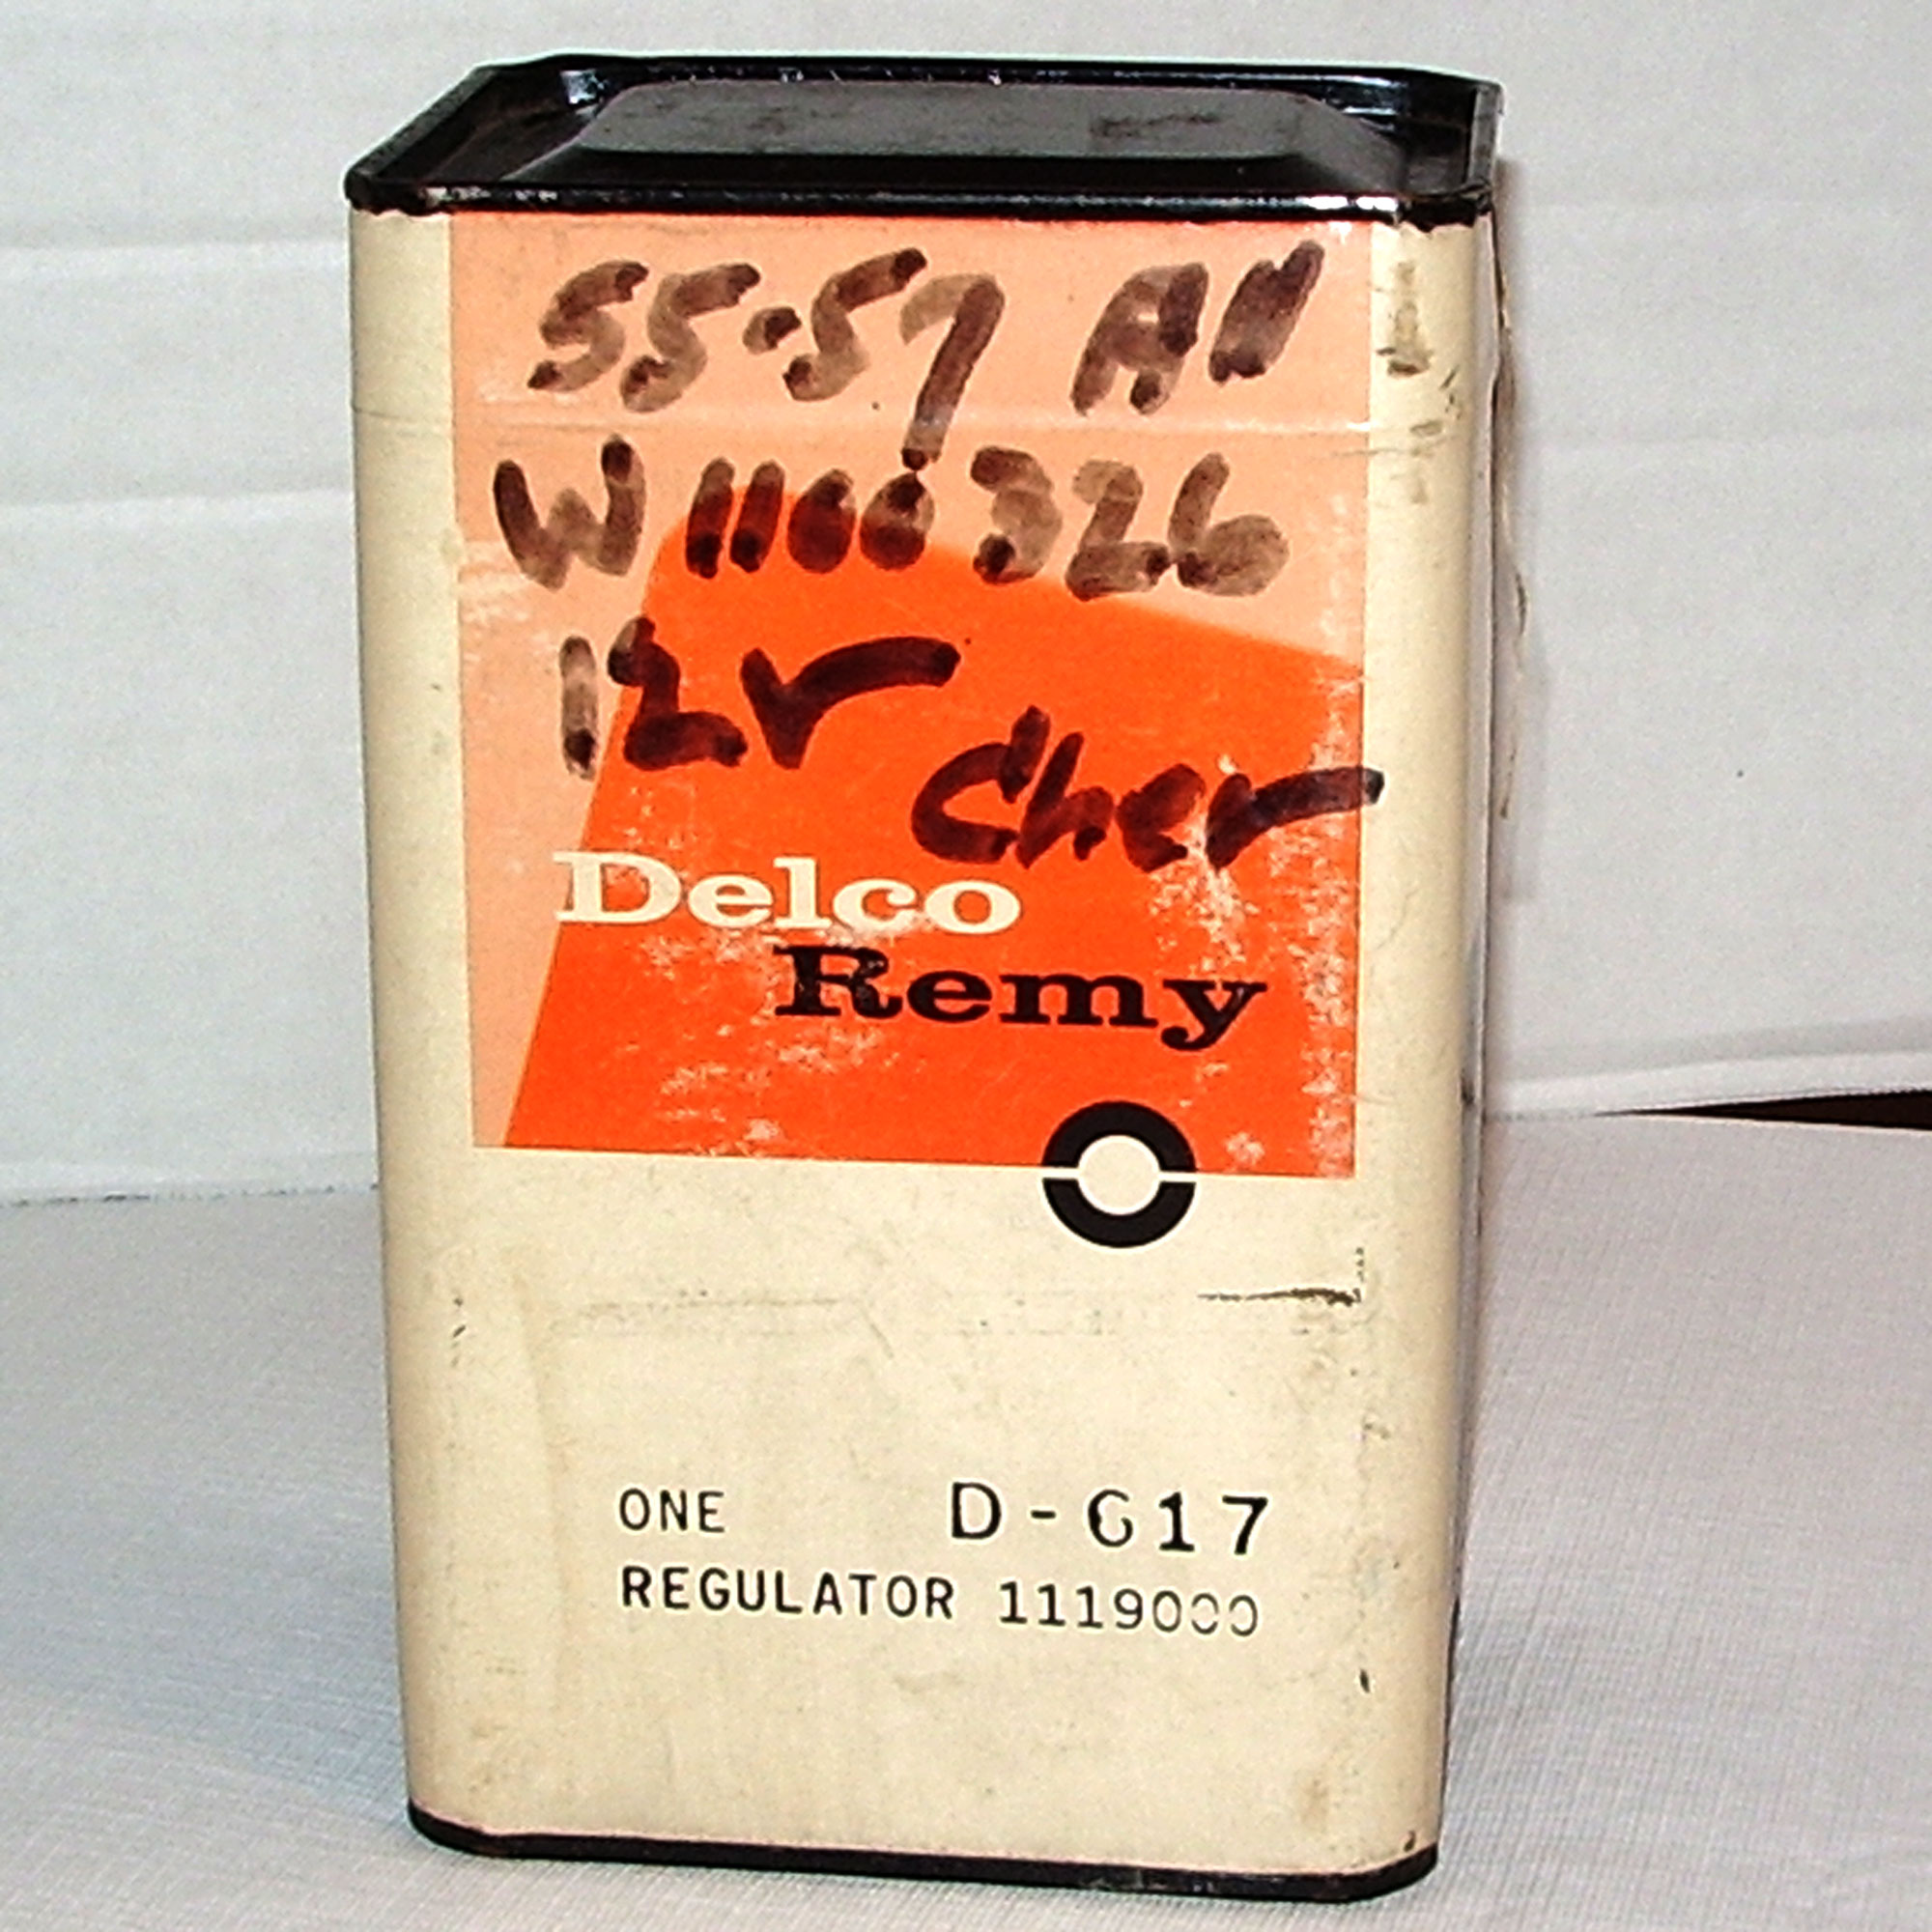 55-57 All
W 1100326
12V
Chev
Delco
Remy
ONE D-617
REGULATOR 1119000